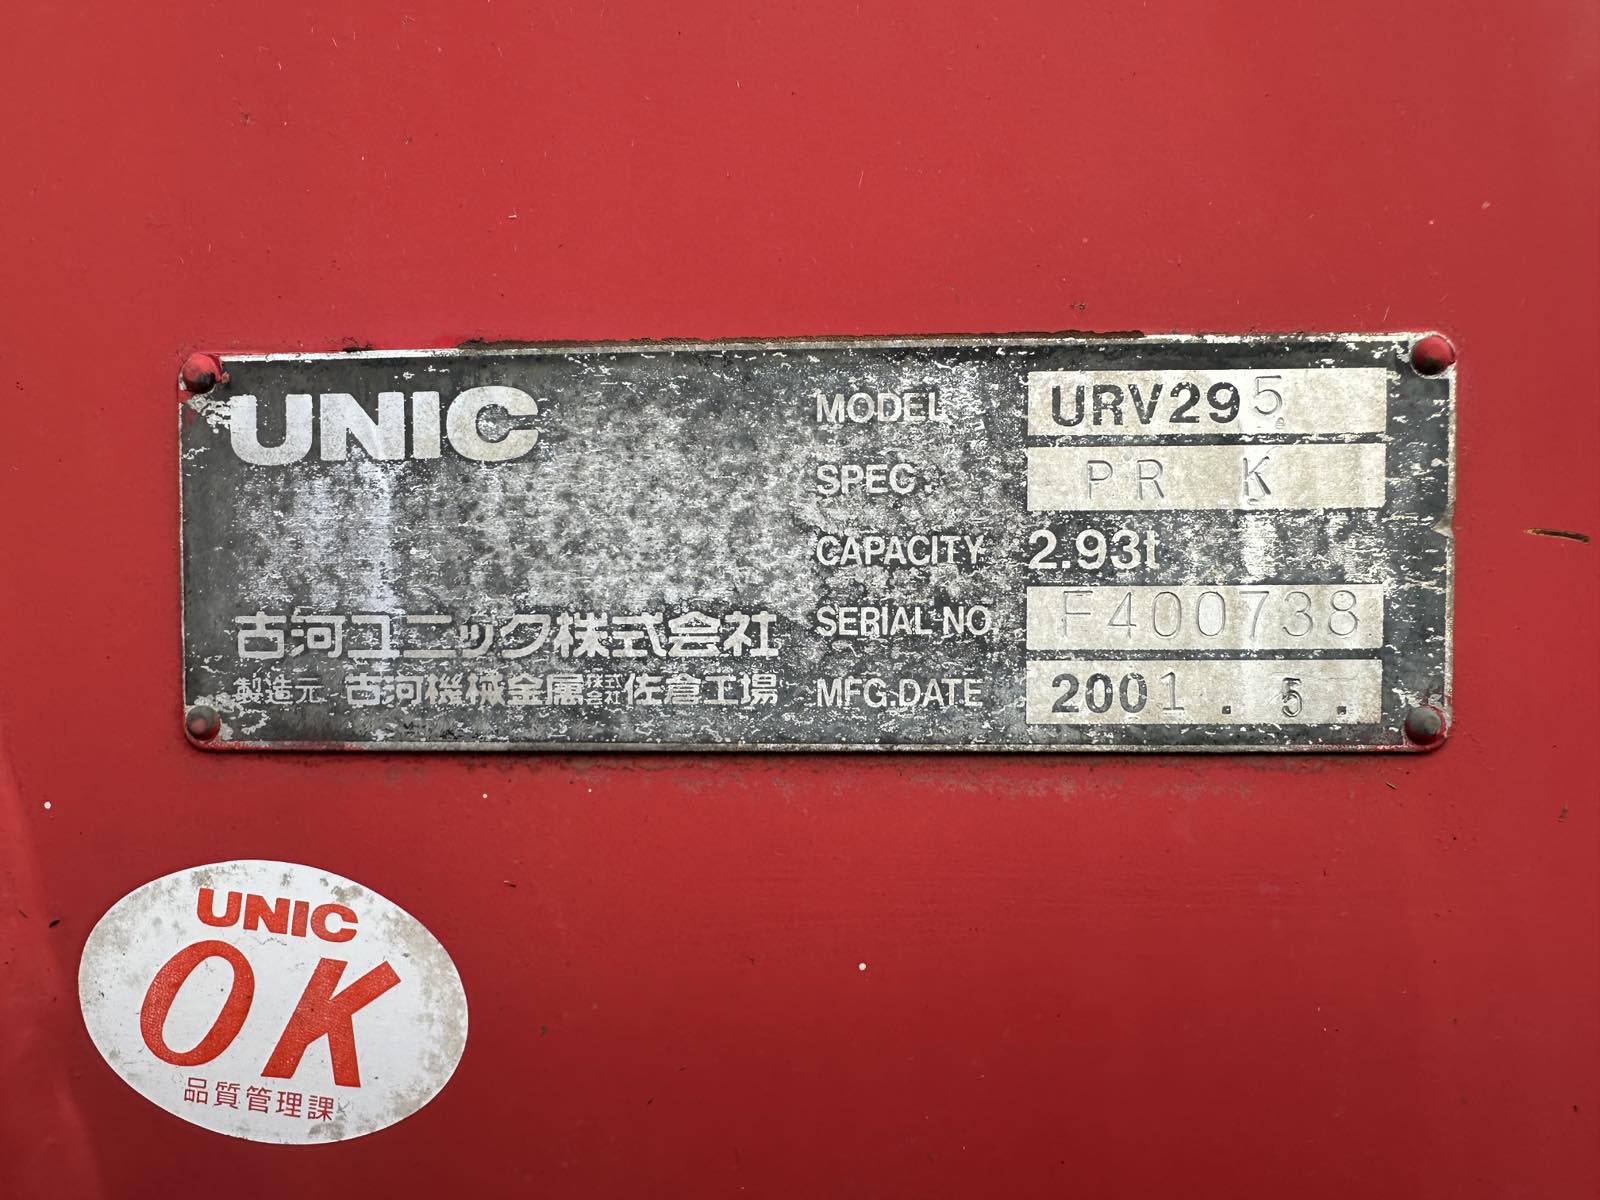 UNIC
MODEL URV295
SPEC. PR K
CAPACITY 2.93t
SERIAL NO. F400738
MFG.DATE 2001.5.
古河ユニック株式会社
製造元 古河機械金属株式会社佐倉工場
UNIC
OK
品質管理課